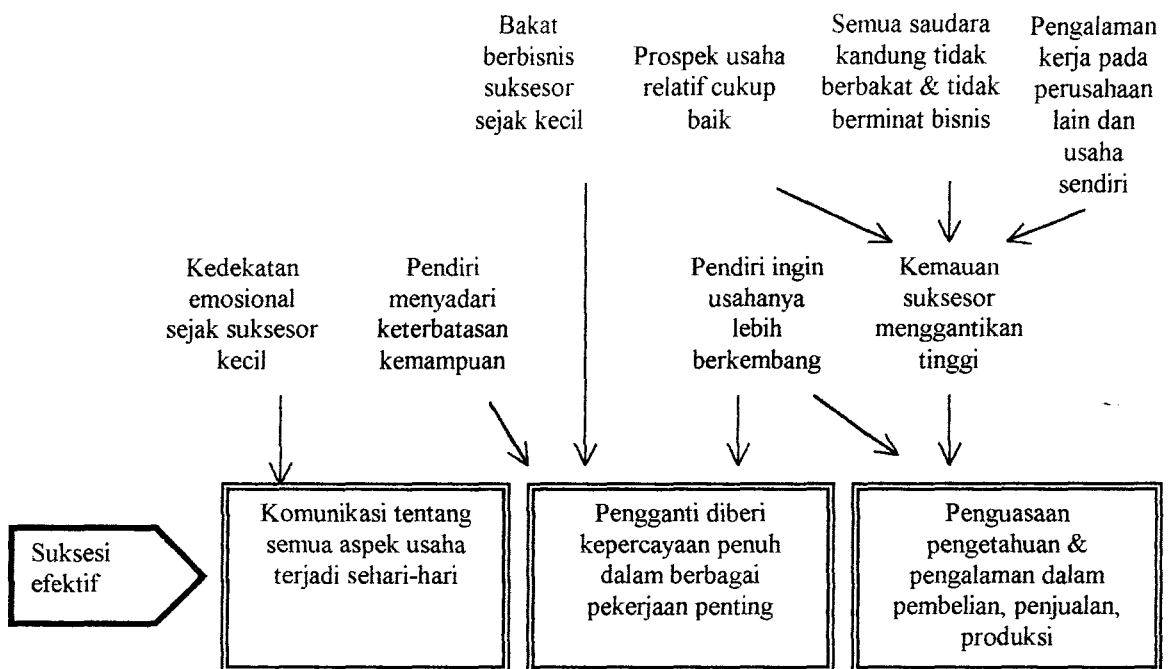 Bakat
berbisnis
suksesor
sejak kecil
Prospek usaha
relatif cukup
baik
Semua saudara
kandung tidak
berbakat & tidak
berminat bisnis
Pengalaman
kerja pada
perusahaan
lain dan
usaha
sendiri
Kedekatan
emosional
sejak suksesor
kecil
Pendiri
menyadari
keterbatasan
kemampuan
Pendiri ingin
usahanya
lebih
berkembang
Kemauan
suksesor
menggantikan
tinggi
Suksesi
efektif
Komunikasi tentang
semua aspek usaha
terjadi sehari-hari
Pengganti diberi
kepercayaan penuh
dalam berbagai
pekerjaan penting
Penguasaan
pengetahuan &
pengalaman dalam
pembelian, penjualan,
produksi